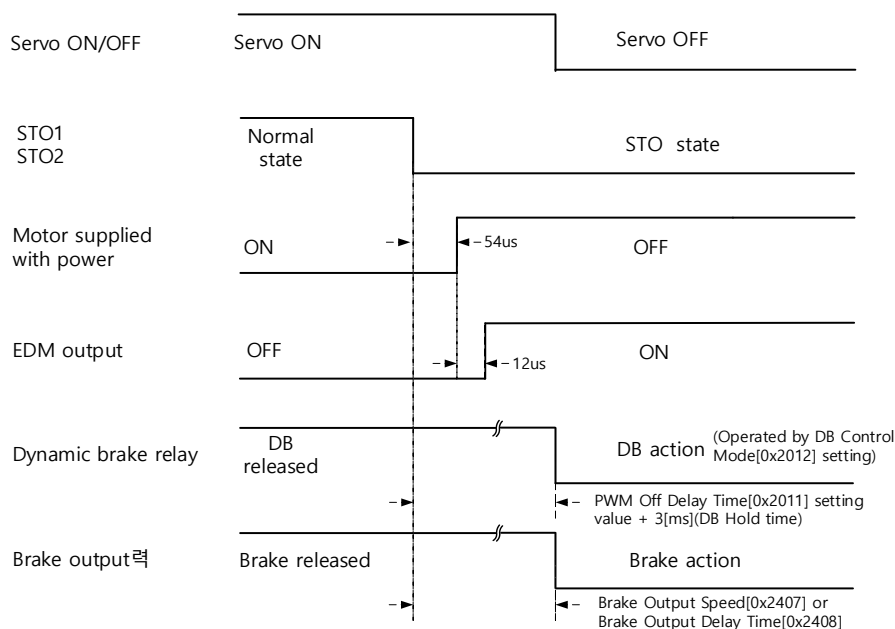 Servo ON/OFF
Servo ON
Servo OFF
STO1
STO2
Normal
state
STO state
Motor supplied
with power
ON
54us
OFF
EDM output
OFF
12us
ON
Dynamic brake relay
DB
released
DB action
(Operated by DB Control
Mode[0x2012] setting)
PWM Off Delay Time[0x2011] setting
value + 3[ms](DB Hold time)
Brake output력
Brake released
Brake action
Brake Output Speed[0x2407] or
Brake Output Delay Time[0x2408]